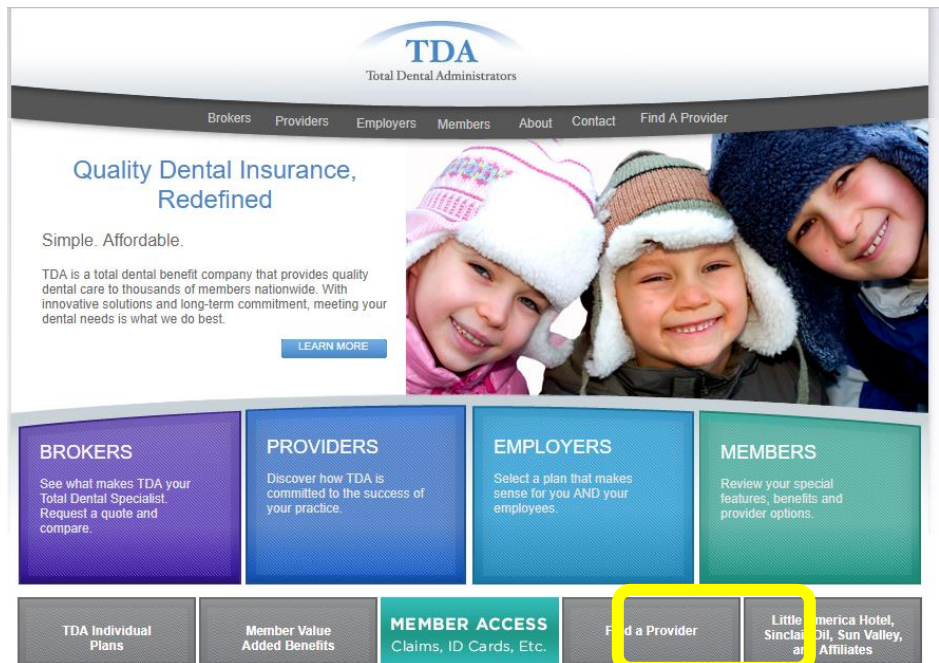 TDA
Total Dental Administrators
Brokers Providers Employers Members About Contact Find A Provider
Quality Dental Insurance,
Redefined
Simple. Affordable.
TDA is a total dental benefit company that provides quality
dental care to thousands of members nationwide. With
innovative solutions and long-term commitment, meeting your
dental needs is what we do best.
LEARN MORE
BROKERS
See what makes TDA your
Total Dental Specialist.
Request a quote and
compare.
PROVIDERS
Discover how TDA is
committed to the success of
your practice.
EMPLOYERS
Select a plan that makes
sense for you AND your
employees.
MEMBERS
Review your special
features, benefits and
provider options.
TDA Individual
Plans
Member Value
Added Benefits
MEMBER ACCESS
Claims, ID Cards, Etc.
Find a Provider
Little America Hotel,
Sinclair Oil, Sun Valley,
and Affiliates